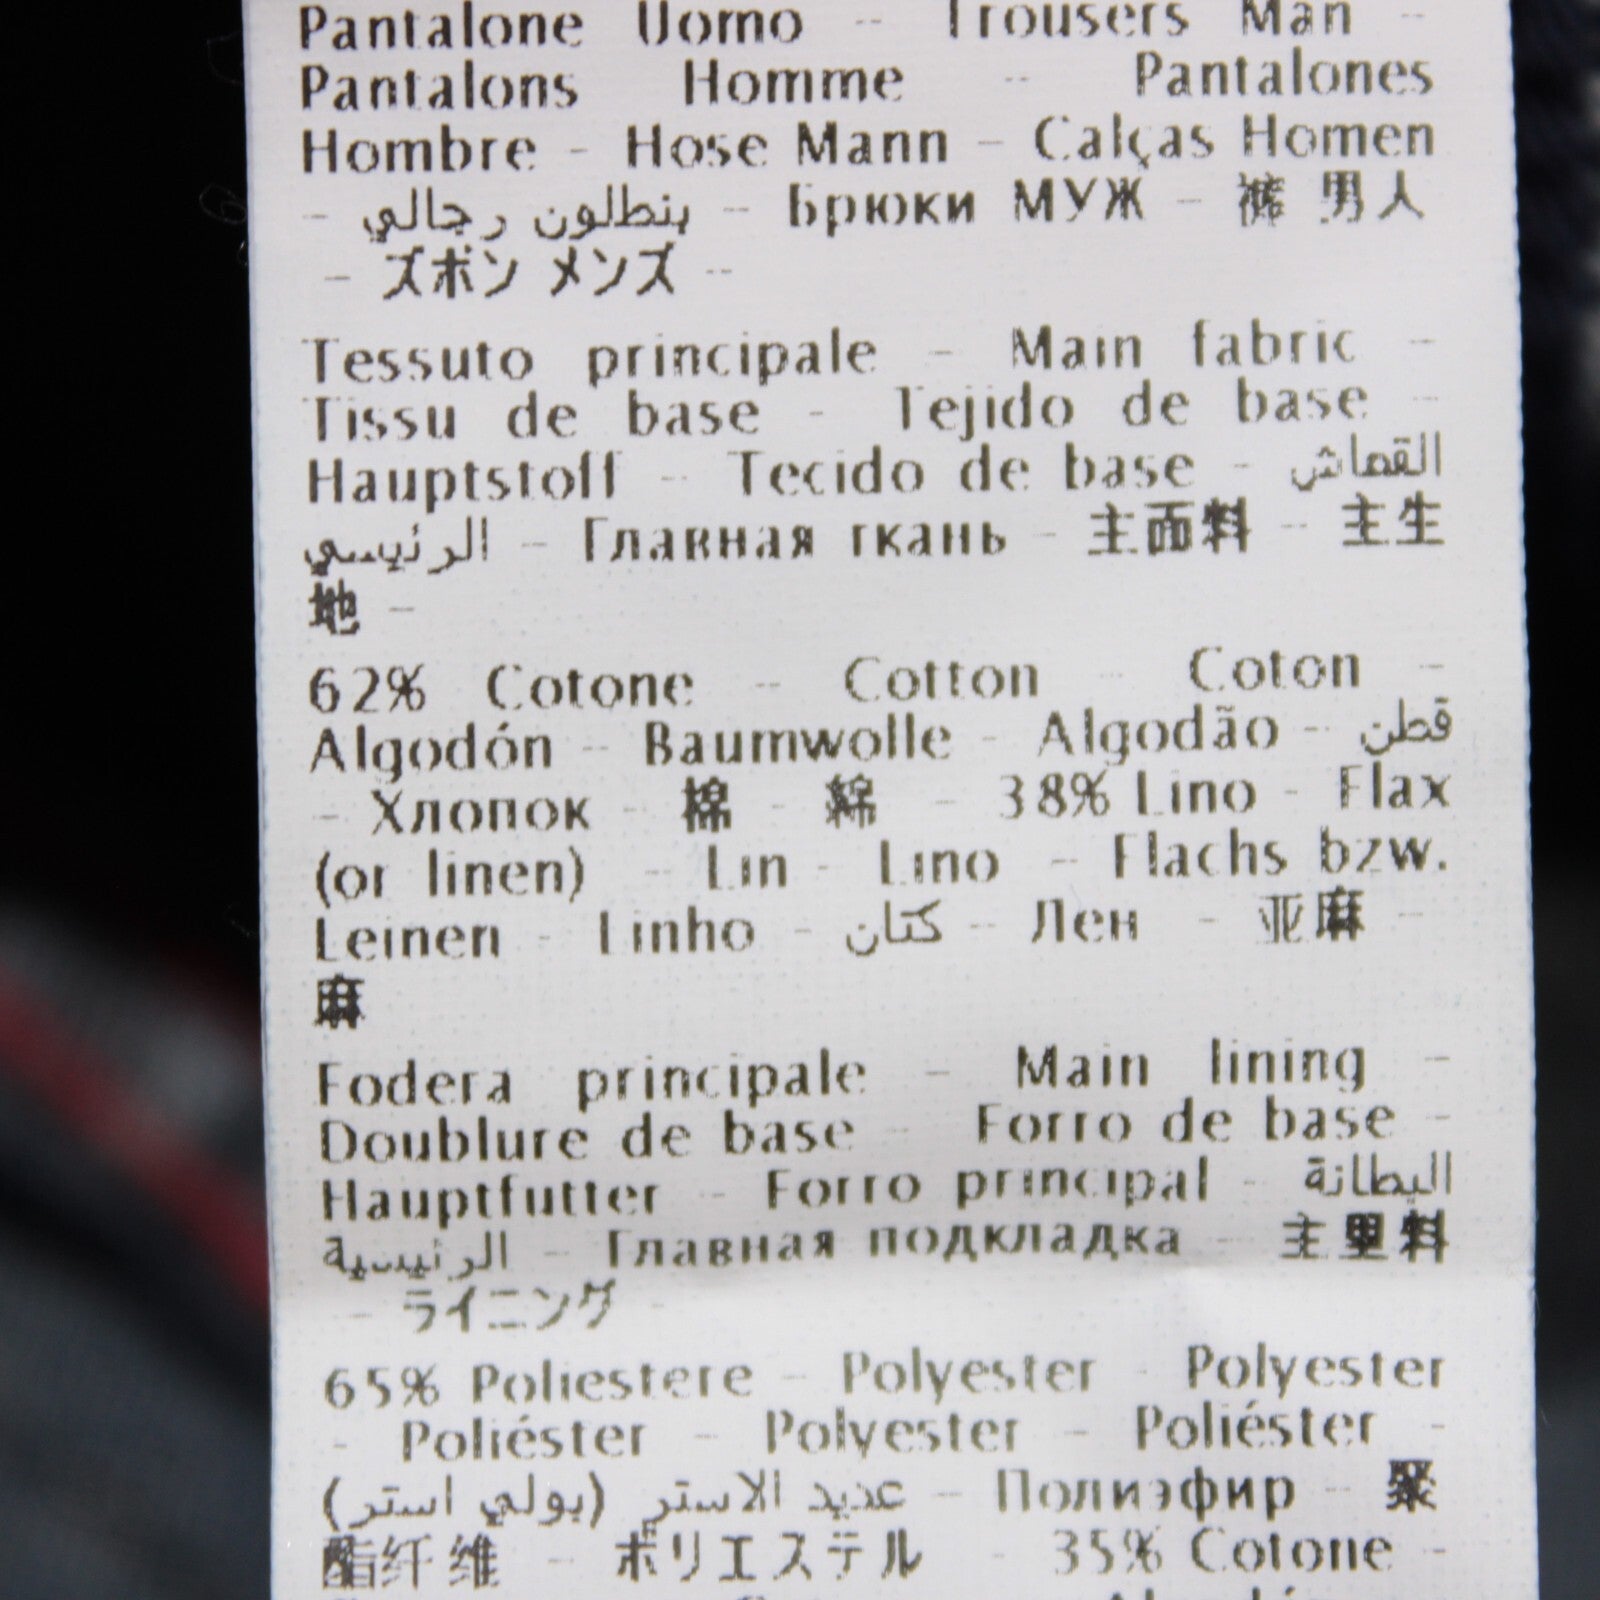 Pantalone Uomo - Trousers Man -
Pantalons Homme - Pantalones
Hombre - Hose Mann - Calças Homen
- بنطلون رجالي - Брюки МУЖ - 裤 男人
- ズボン メンズ -
Tessuto principale - Main fabric -
Tissu de base - Tejido de base -
Hauptstoff - Tecido de base - القماش
الرئيسي - Главная ткань - 主面料 - 主生
地 -
62% Cotone - Cotton - Coton -
Algodón - Baumwolle - Algodão - قطن
- Хлопок - 棉 - 綿 - 38% Lino - Flax
(or linen) - Lin - Lino - Flachs bzw.
Leinen - Linho - كتان - Лен - 亚麻 -
麻
Fodera principale - Main lining -
Doublure de base - Forro de base -
Hauptfutter - Forro principal - البطانة
الرئيسية - Главная подкладка - 主里料
- ライニング -
65% Poliestere - Polyester - Polyester
- Poliéster - Polyester - Poliéster -
عديد الاستر (بولي استر) - Полиэфир - 聚
酯纤维 - ポリエステル - 35% Cotone -